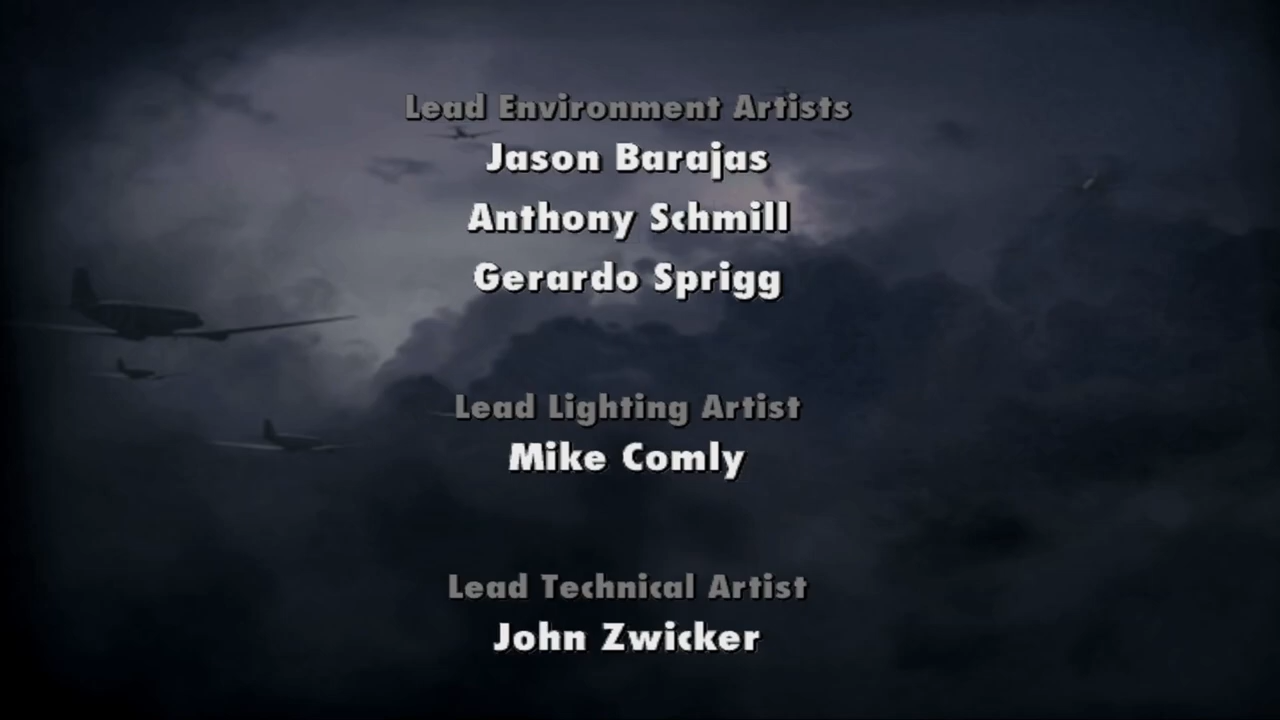 Lead Environment Artists
Jason Barajas
Anthony Schmill
Gerardo Sprigg
Lead Lighting Artist
Mike Comly
Lead Technical Artist
John Zwicker